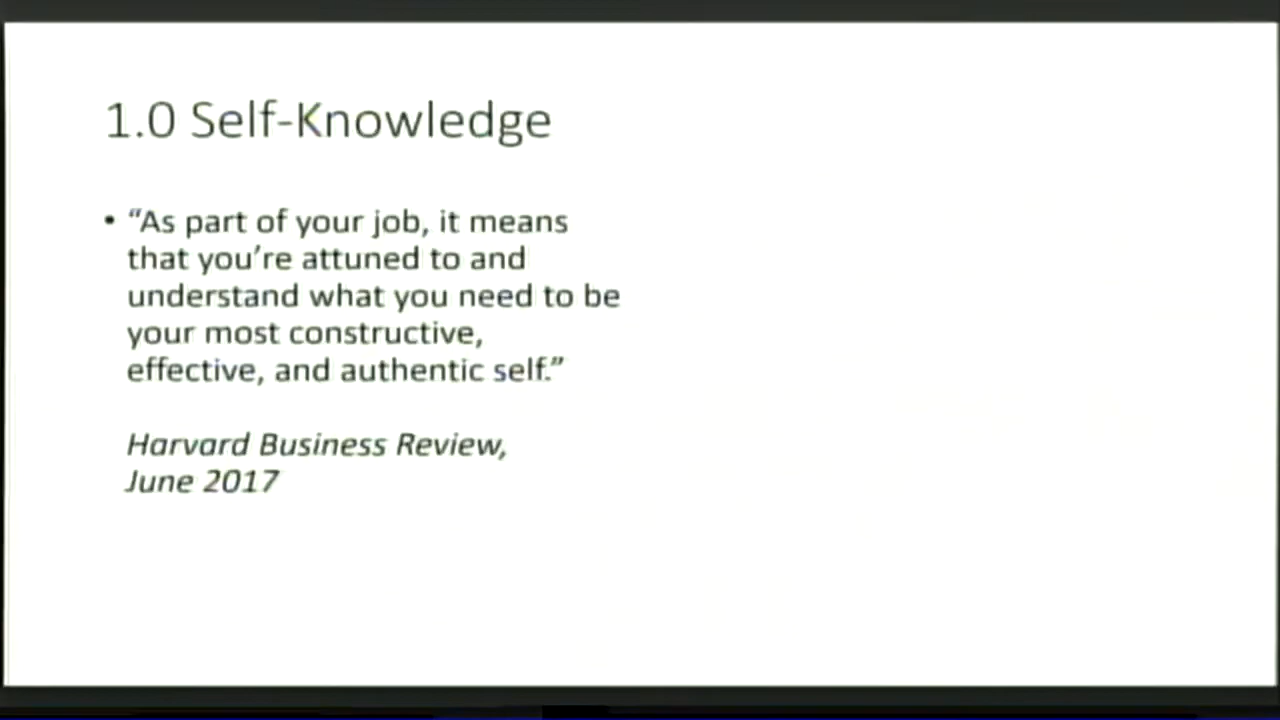 1.0 Self-Knowledge
• “As part of your job, it means
that you’re attuned to and
understand what you need to be
your most constructive,
effective, and authentic self.”
Harvard Business Review,
June 2017